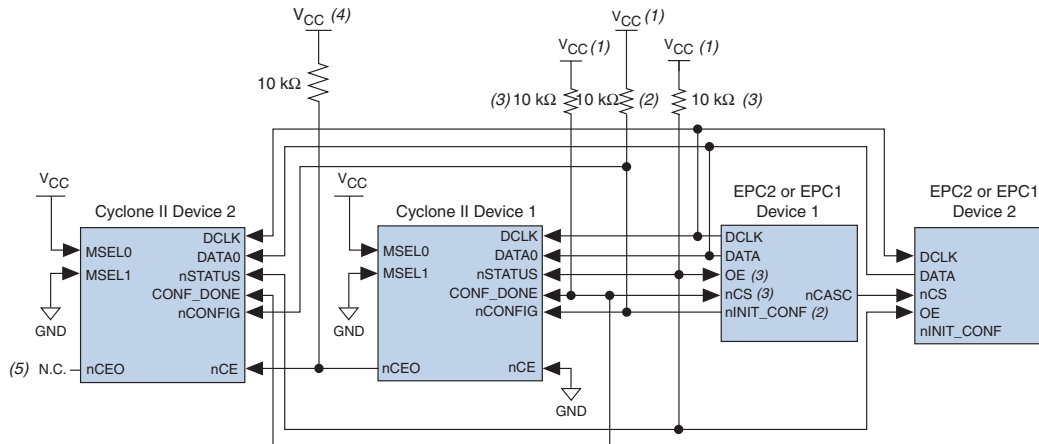 VCC (4)
VCC (1)
VCC (1)
VCC (1)
10 kΩ
(3) 10 kΩ
10 kΩ (2)
10 kΩ (3)
VCC
Cyclone II Device 2
MSEL0
MSEL1
GND
DCLK
DATA0
nSTATUS
CONF_DONE
nCONFIG
(5) N.C.
nCEO
nCE
VCC
Cyclone II Device 1
MSEL0
MSEL1
GND
DCLK
DATA0
nSTATUS
CONF_DONE
nCONFIG
nCEO
nCE
GND
EPC2 or EPC1
Device 1
DCLK
DATA
OE (3)
nCS (3)
nCASC
nINIT_CONF (2)
EPC2 or EPC1
Device 2
DCLK
DATA
nCS
OE
nINIT_CONF